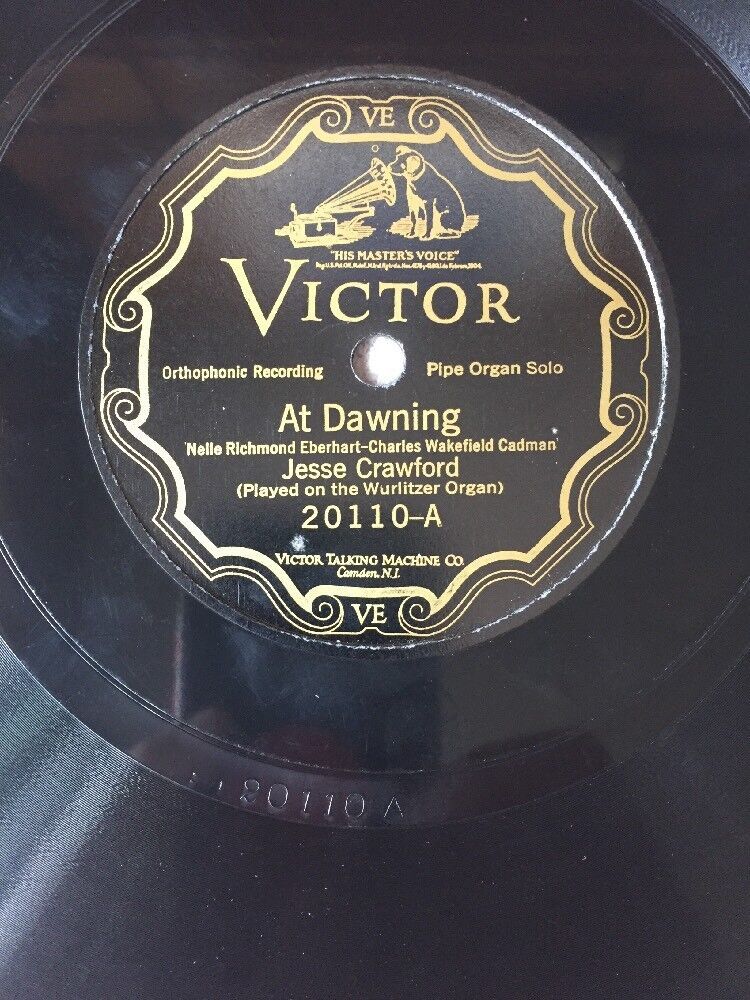 VE
"HIS MASTER'S VOICE"
VICTOR
Orthophonic Recording
Pipe Organ Solo
At Dawning
Nelle Richmond Eberhart-Charles Wakefield Cadman
Jesse Crawford
(Played on the Wurlitzer Organ)
20110-A
VICTOR TALKING MACHINE CO.
Camden, N.J.
VE
20110 A